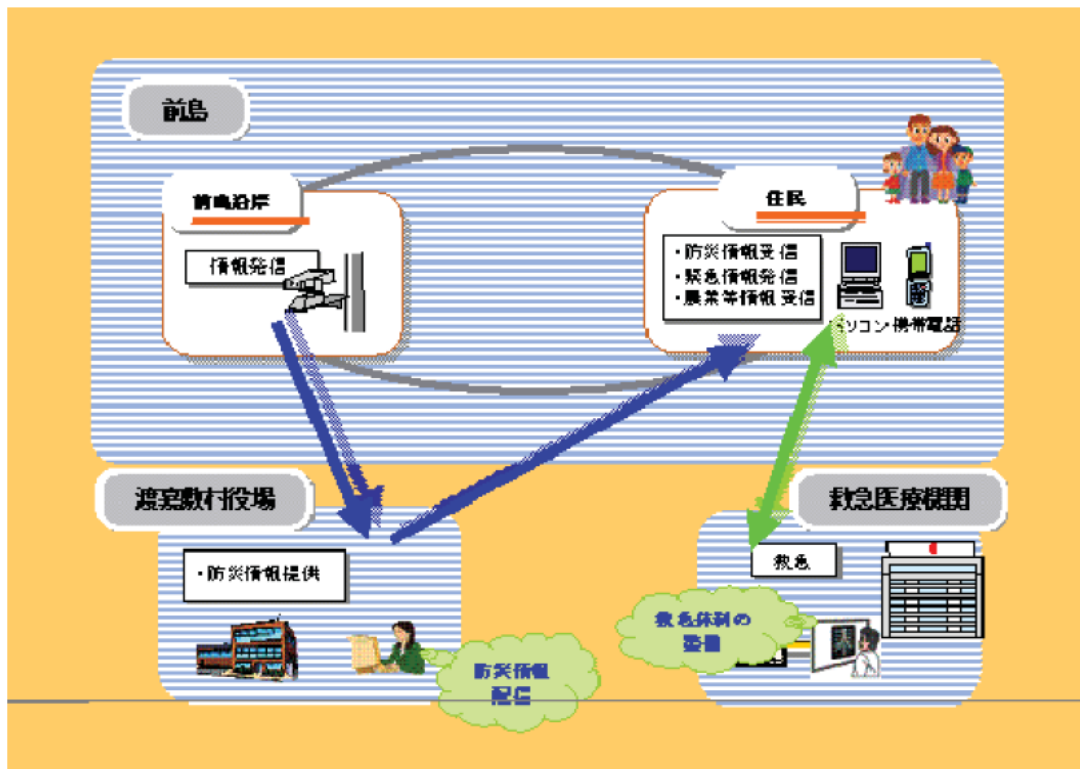 前島
前島沿岸
住民
情報発信
・防災情報受信
・緊急情報発信
・農業等情報受信
パソコン・携帯電話
渡嘉敷村役場
救急医療機関
・防災情報提供
救急
救急体制の
整備
防災情報
配信